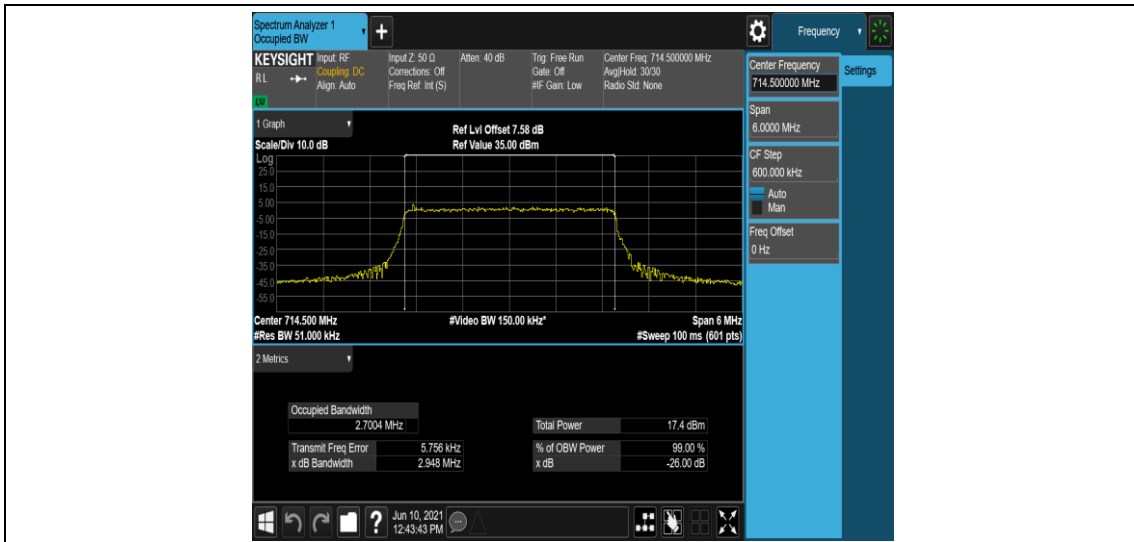 Spectrum Analyzer 1
Occupied BW
+
Frequency
KEYSIGHT
RL
LXI
Input: RF
Coupling: DC
Align: Auto
Input Z: 50 Ω
Corrections: Off
Freq Ref: Int (S)
Atten: 40 dB
Trig: Free Run
Gate: Off
#IF Gain: Low
Center Freq: 714.500000 MHz
Avg|Hold: 30/30
Radio Std: None
Center Frequency
714.500000 MHz
Settings
Span
6.0000 MHz
CF Step
600.000 kHz
Auto
Man
Freq Offset
0 Hz
1 Graph
Scale/Div 10.0 dB
Ref Lvl Offset 7.58 dB
Ref Value 35.00 dBm
Log
25.0
15.0
5.00
-5.00
-15.0
-25.0
-35.0
-45.0
-55.0
Center 714.500 MHz
#Video BW 150.00 kHz*
Span 6 MHz
#Res BW 51.000 kHz
#Sweep 100 ms (601 pts)
2 Metrics
Occupied Bandwidth
2.7004 MHz
Total Power 17.4 dBm
Transmit Freq Error 5.756 kHz
% of OBW Power 99.00 %
x dB Bandwidth 2.948 MHz
x dB -26.00 dB
?
Jun 10, 2021
12:43:43 PM